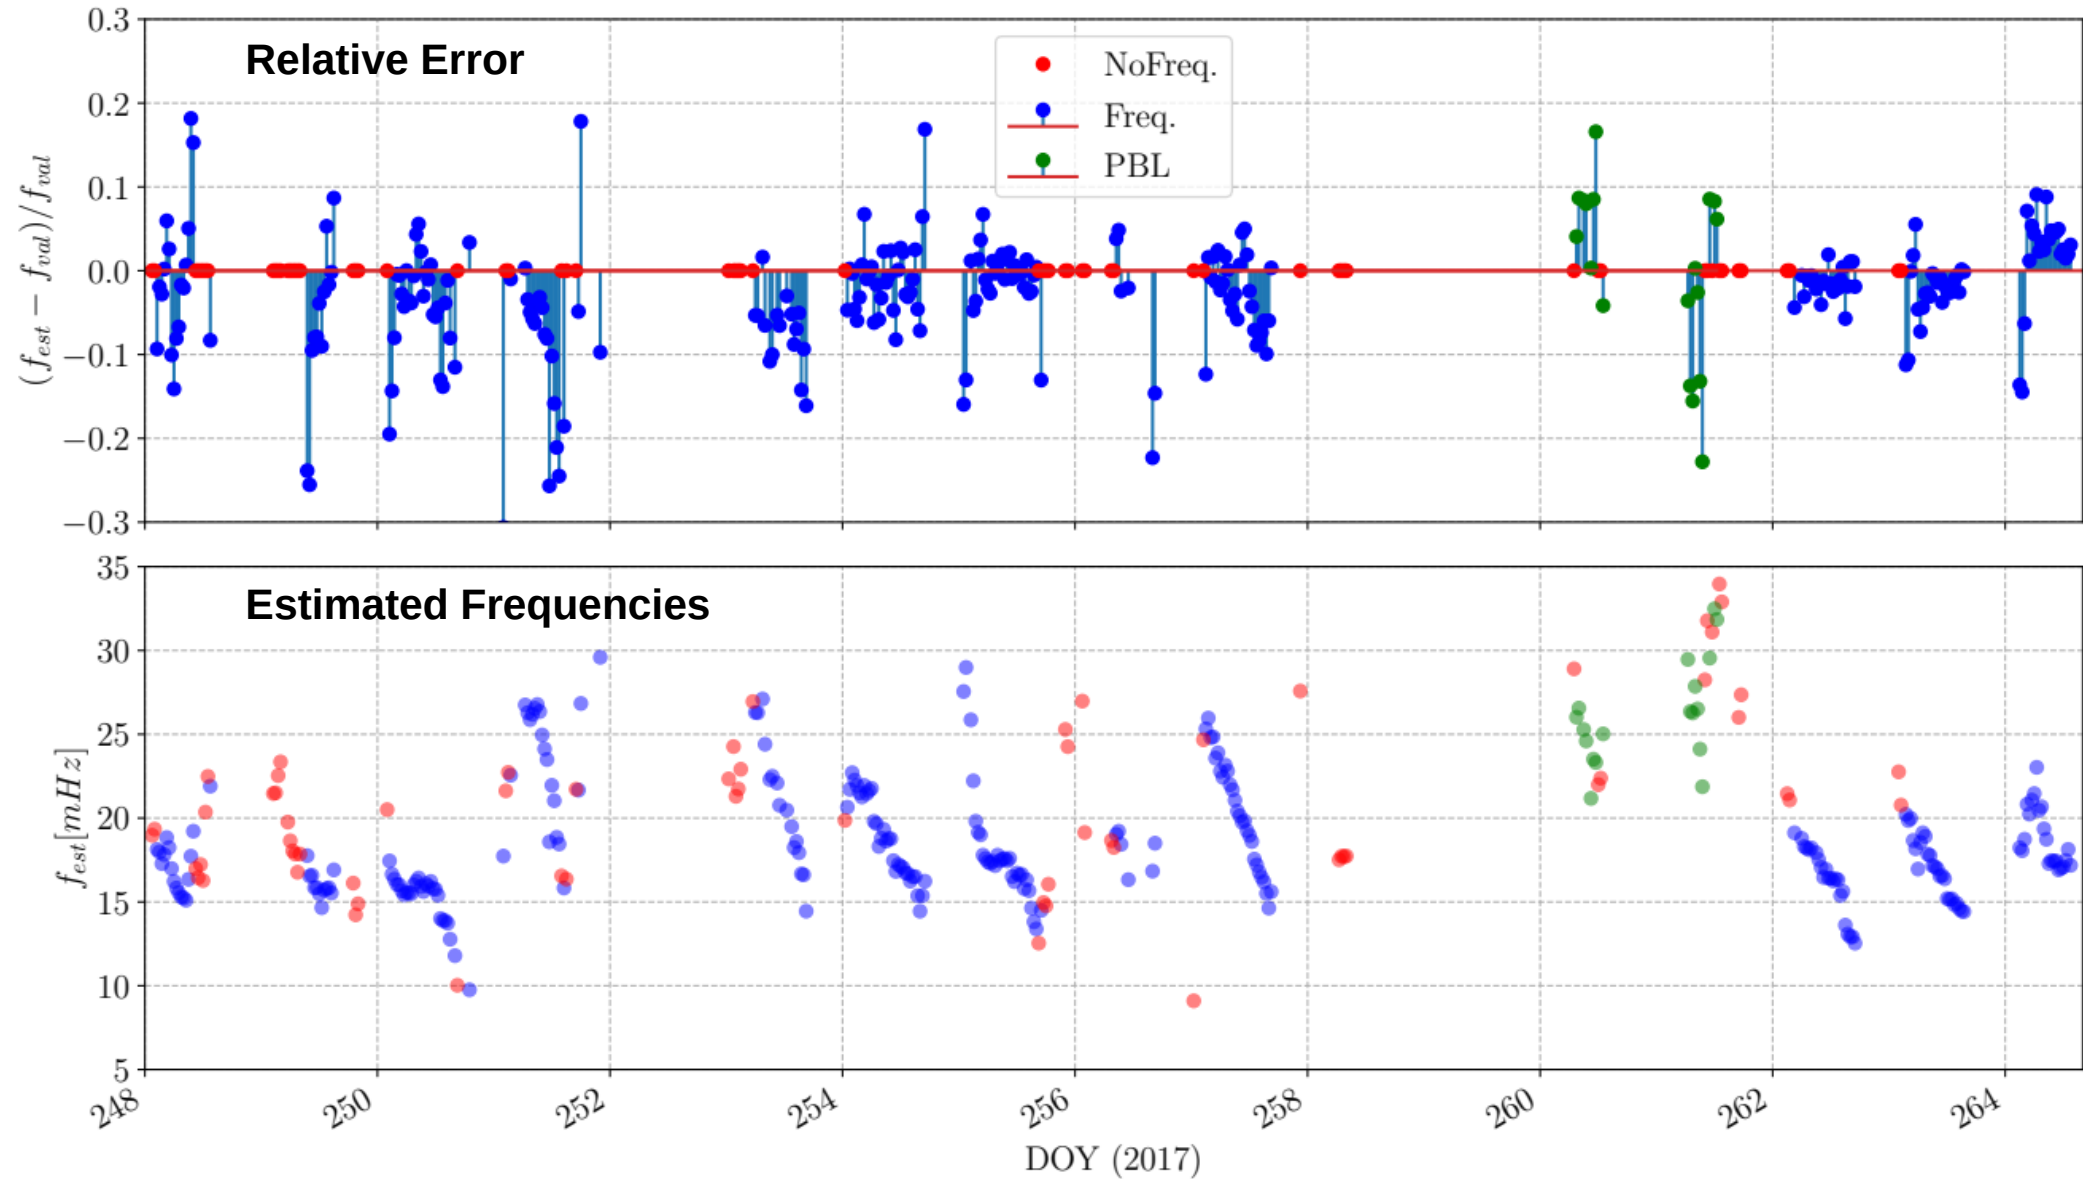 Relative Error
NoFreq.
Freq.
PBL
(f_est − f_val)/f_val
0.3
0.2
0.1
0.0
−0.1
−0.2
−0.3
Estimated Frequencies
f_est[mHz]
35
30
25
20
15
10
5
248
250
252
254
256
258
260
262
264
DOY (2017)